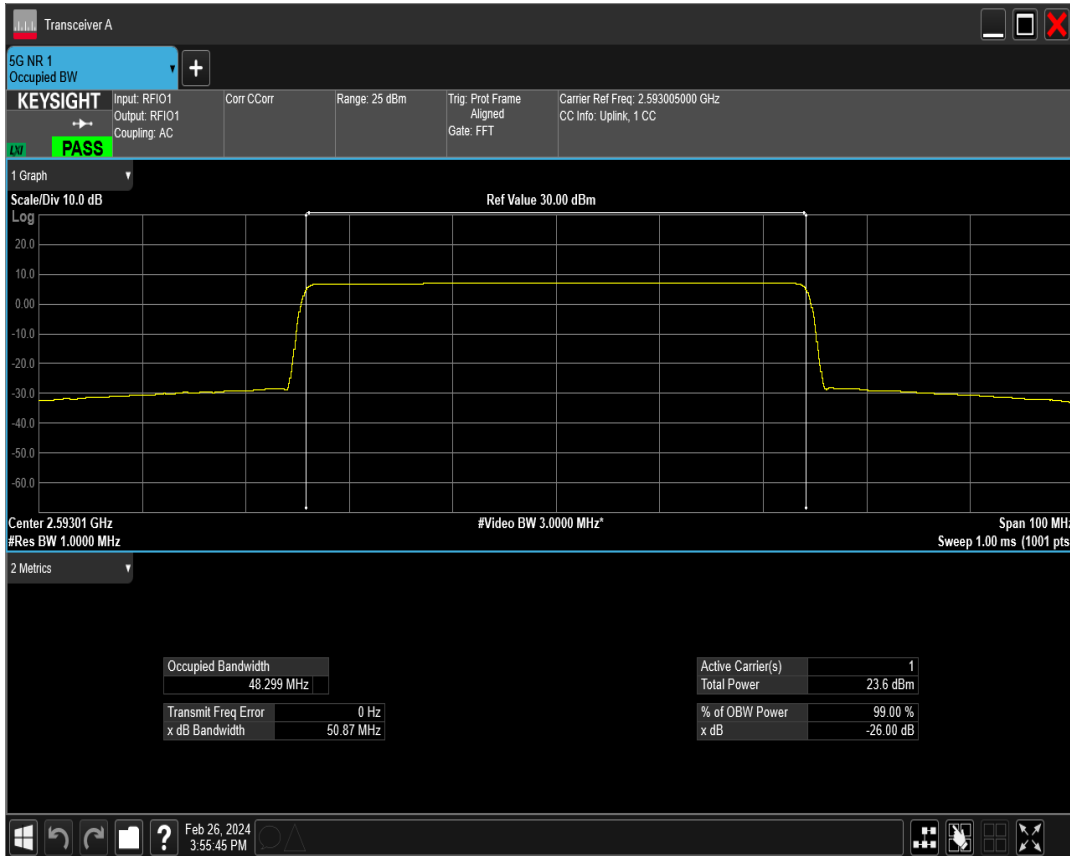 Transceiver A
5G NR 1
Occupied BW
KEYSIGHT
LXI
PASS
Input: RFIO1
Output: RFIO1
Coupling: AC
Corr CCorr
Range: 25 dBm
Trig: Prot Frame
Aligned
Gate: FFT
Carrier Ref Freq: 2.593005000 GHz
CC Info: Uplink, 1 CC
1 Graph
Scale/Div 10.0 dB
Ref Value 30.00 dBm
Log
20.0
10.0
0.00
-10.0
-20.0
-30.0
-40.0
-50.0
-60.0
Center 2.59301 GHz
#Video BW 3.0000 MHz*
Span 100 MHz
#Res BW 1.0000 MHz
Sweep 1.00 ms (1001 pts
2 Metrics
Occupied Bandwidth
48.299 MHz
Transmit Freq Error 0 Hz
x dB Bandwidth 50.87 MHz
Active Carrier(s) 1
Total Power 23.6 dBm
% of OBW Power 99.00 %
x dB -26.00 dB
?
Feb 26, 2024
3:55:45 PM